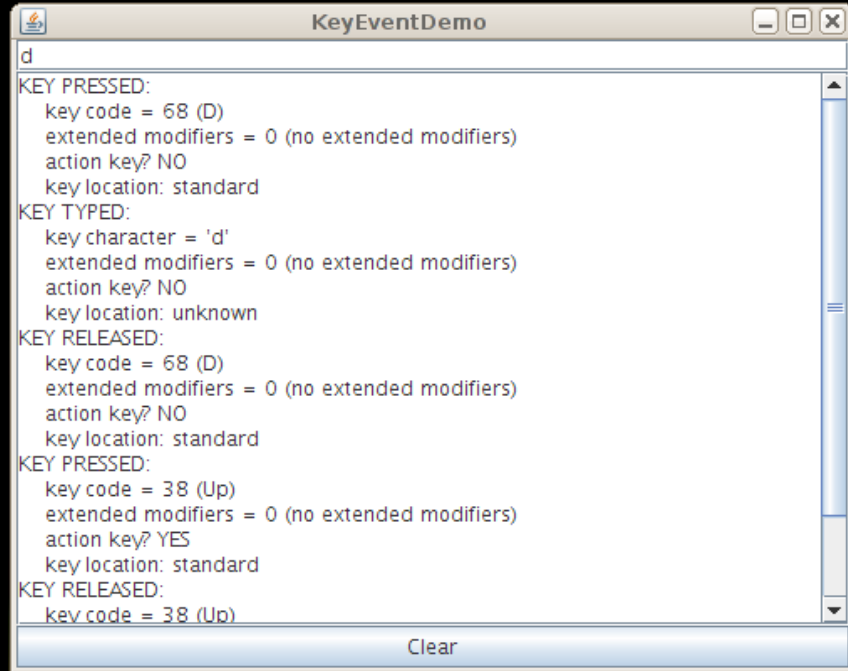 KeyEventDemo
d
KEY PRESSED:
key code = 68 (D)
extended modifiers = 0 (no extended modifiers)
action key? NO
key location: standard
KEY TYPED:
key character = 'd'
extended modifiers = 0 (no extended modifiers)
action key? NO
key location: unknown
KEY RELEASED:
key code = 68 (D)
extended modifiers = 0 (no extended modifiers)
action key? NO
key location: standard
KEY PRESSED:
key code = 38 (Up)
extended modifiers = 0 (no extended modifiers)
action key? YES
key location: standard
KEY RELEASED:
key code = 38 (Up)
Clear